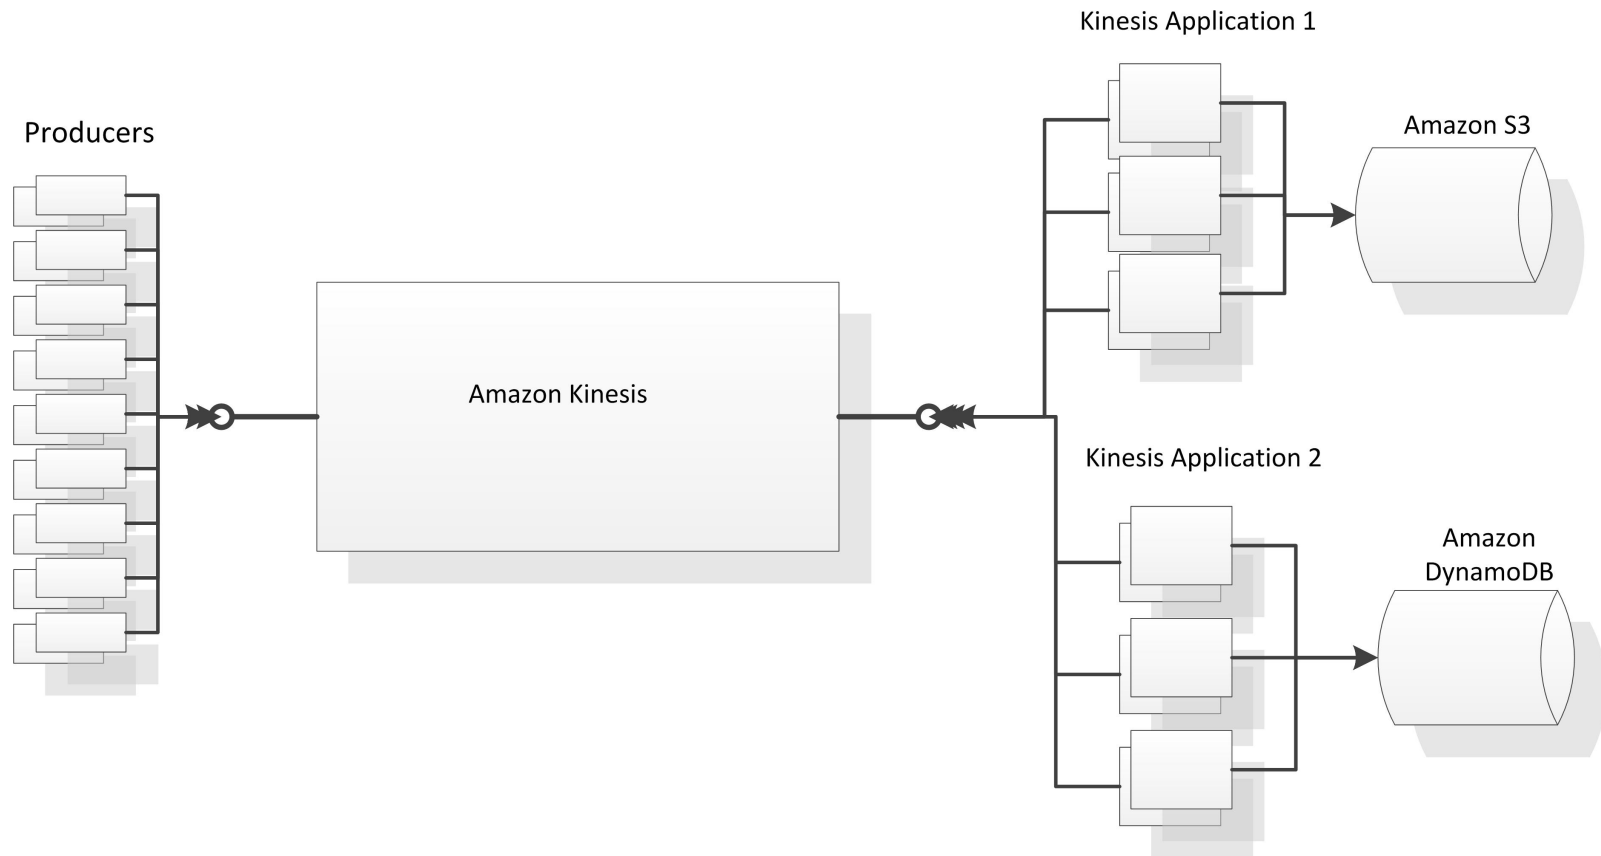 Kinesis Application 1
Producers
Amazon S3
Amazon Kinesis
Kinesis Application 2
Amazon
DynamoDB